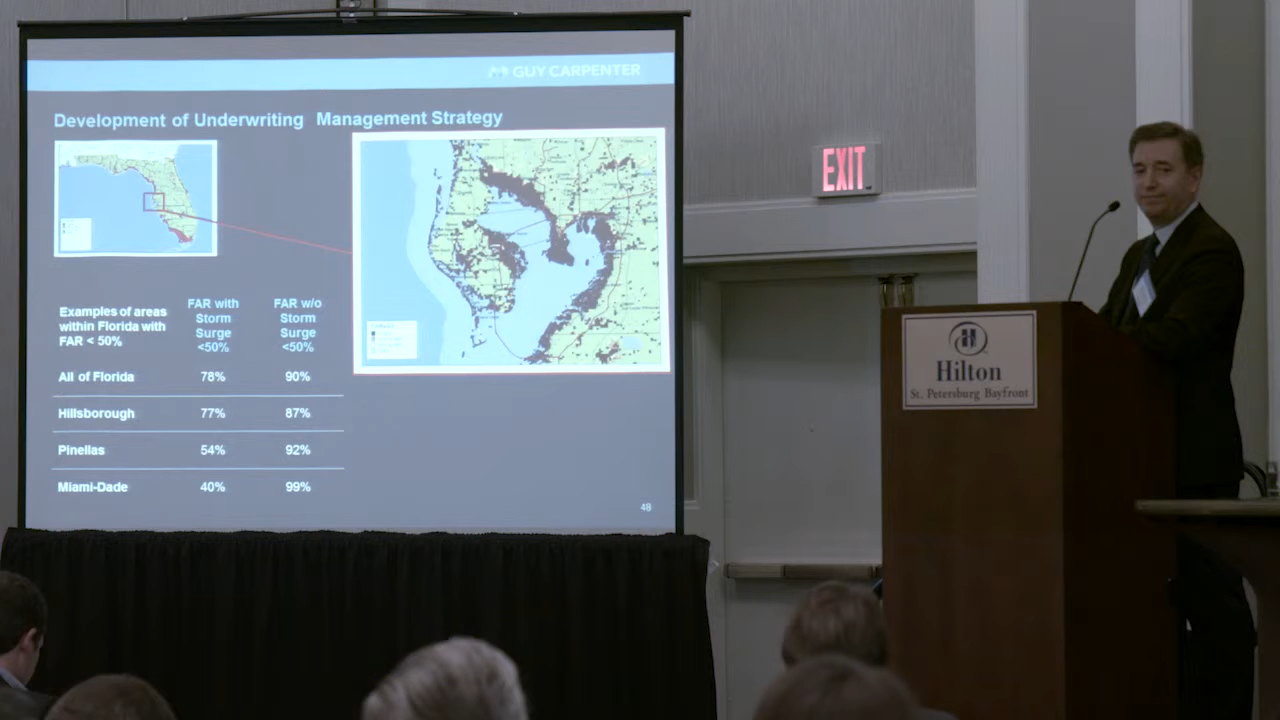 GUY CARPENTER
Development of Underwriting Management Strategy
Examples of areas
within Florida with
FAR < 50%
FAR with
Storm
Surge
<50%
FAR w/o
Storm
Surge
<50%
All of Florida 78% 90%
Hillsborough 77% 87%
Pinellas 54% 92%
Miami-Dade 40% 99%
48
EXIT
Hilton
St. Petersburg Bayfront